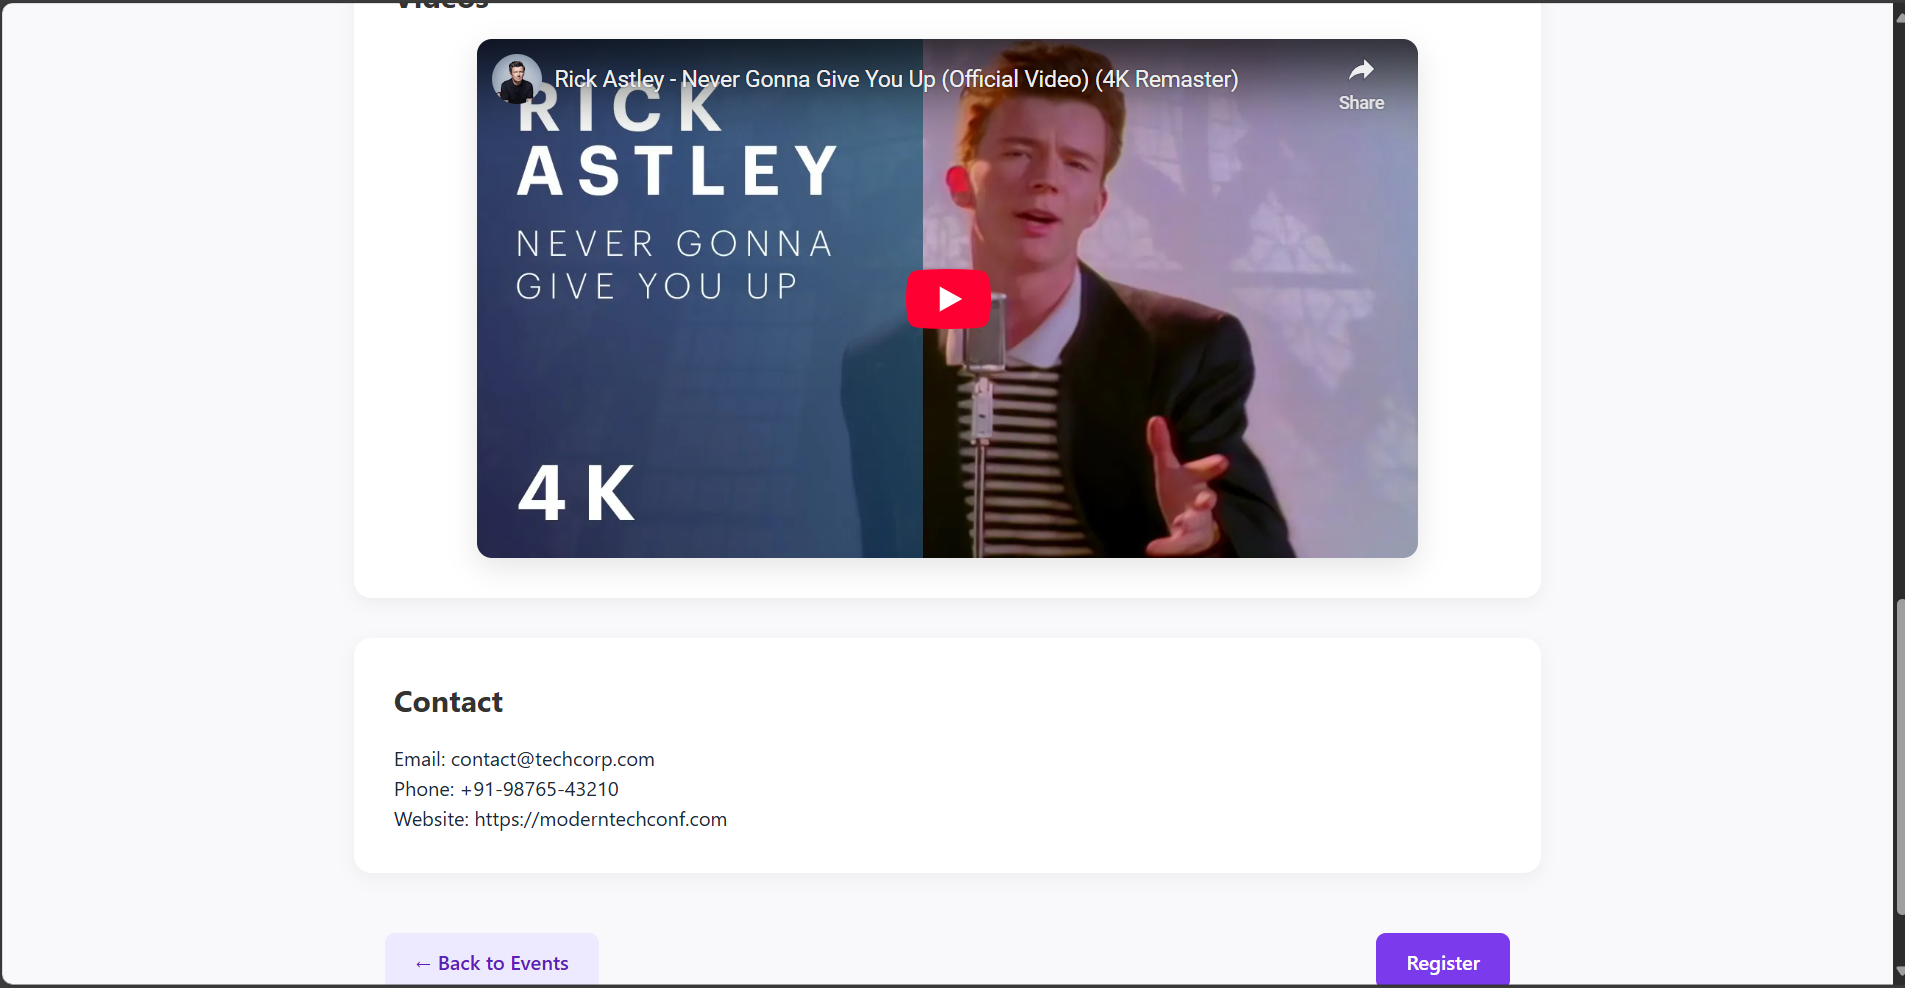 Videos
Rick Astley - Never Gonna Give You Up (Official Video) (4K Remaster)
Share
RICK
ASTLEY
NEVER GONNA
GIVE YOU UP
4K
Contact
Email: contact@techcorp.com
Phone: +91-98765-43210
Website: https://moderntechconf.com
← Back to Events
Register